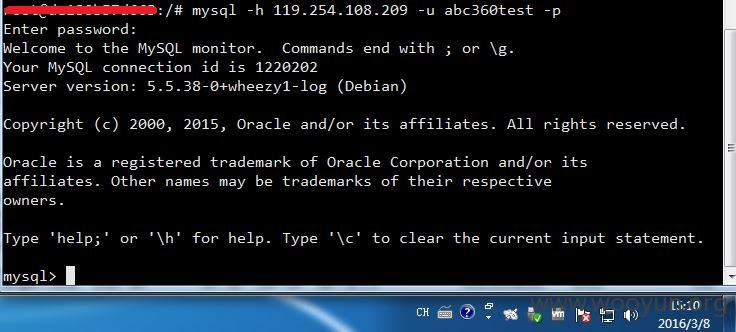 :/# mysql -h 119.254.108.209 -u abc360test -p
Enter password:
Welcome to the MySQL monitor.  Commands end with ; or \g.
Your MySQL connection id is 1220202
Server version: 5.5.38-0+wheezy1-log (Debian)
Copyright (c) 2000, 2015, Oracle and/or its affiliates. All rights reserved.
Oracle is a registered trademark of Oracle Corporation and/or its
affiliates. Other names may be trademarks of their respective
owners.
Type 'help;' or '\h' for help. Type '\c' to clear the current input statement.
mysql>
CH
15:10
www.wooyun.org
2016/3/8